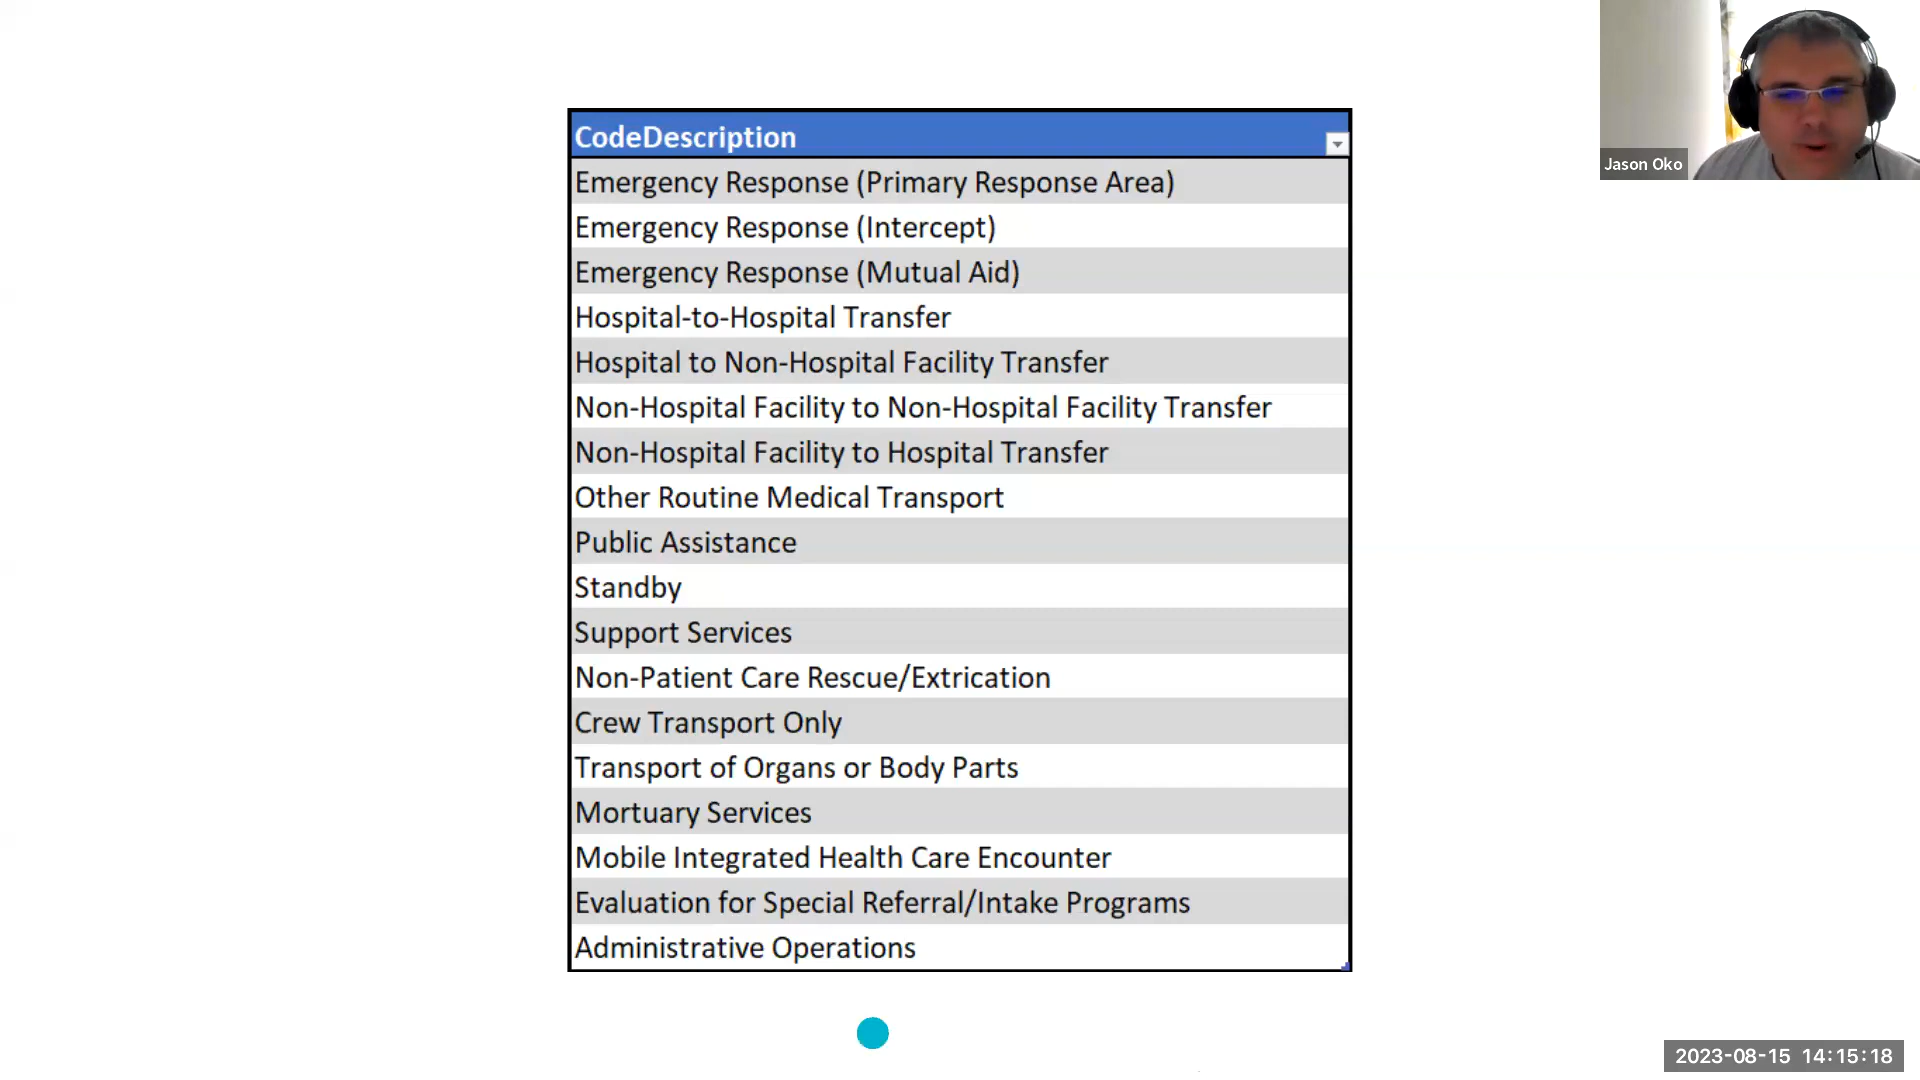 CodeDescription
Emergency Response (Primary Response Area)
Emergency Response (Intercept)
Emergency Response (Mutual Aid)
Hospital-to-Hospital Transfer
Hospital to Non-Hospital Facility Transfer
Non-Hospital Facility to Non-Hospital Facility Transfer
Non-Hospital Facility to Hospital Transfer
Other Routine Medical Transport
Public Assistance
Standby
Support Services
Non-Patient Care Rescue/Extrication
Crew Transport Only
Transport of Organs or Body Parts
Mortuary Services
Mobile Integrated Health Care Encounter
Evaluation for Special Referral/Intake Programs
Administrative Operations
Jason Oko
2023-08-15 14:15:18